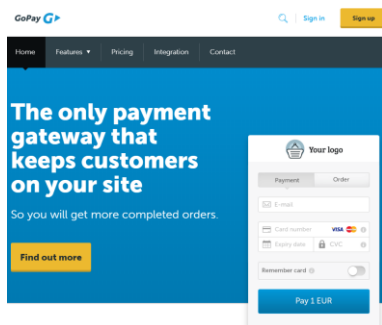 GoPay
Sign in
Sign up
Home
Features
Pricing
Integration
Contact
The only payment
gateway that
keeps customers
on your site
So you will get more completed orders.
Find out more
Your logo
Payment
Order
E-mail
Card number
VISA
Expiry date
CVC
Remember card
Pay 1 EUR